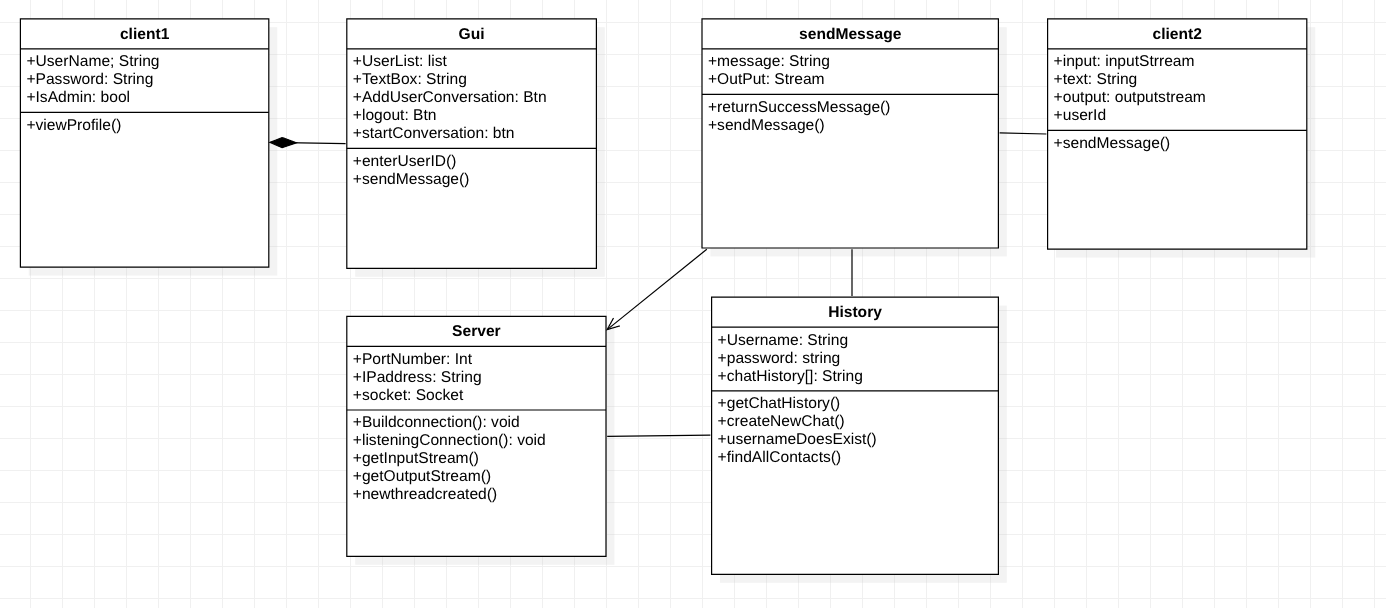 client1
+UserName; String
+Password: String
+IsAdmin: bool
+viewProfile()
Gui
+UserList: list
+TextBox: String
+AddUserConversation: Btn
+logout: Btn
+startConversation: btn
+enterUserID()
+sendMessage()
sendMessage
+message: String
+OutPut: Stream
+returnSuccessMessage()
+sendMessage()
client2
+input: inputStrream
+text: String
+output: outputstream
+userId
+sendMessage()
Server
+PortNumber: Int
+IPaddress: String
+socket: Socket
+Buildconnection(): void
+listeningConnection(): void
+getInputStream()
+getOutputStream()
+newthreadcreated()
History
+Username: String
+password: string
+chatHistory[]: String
+getChatHistory()
+createNewChat()
+usernameDoesExist()
+findAllContacts()